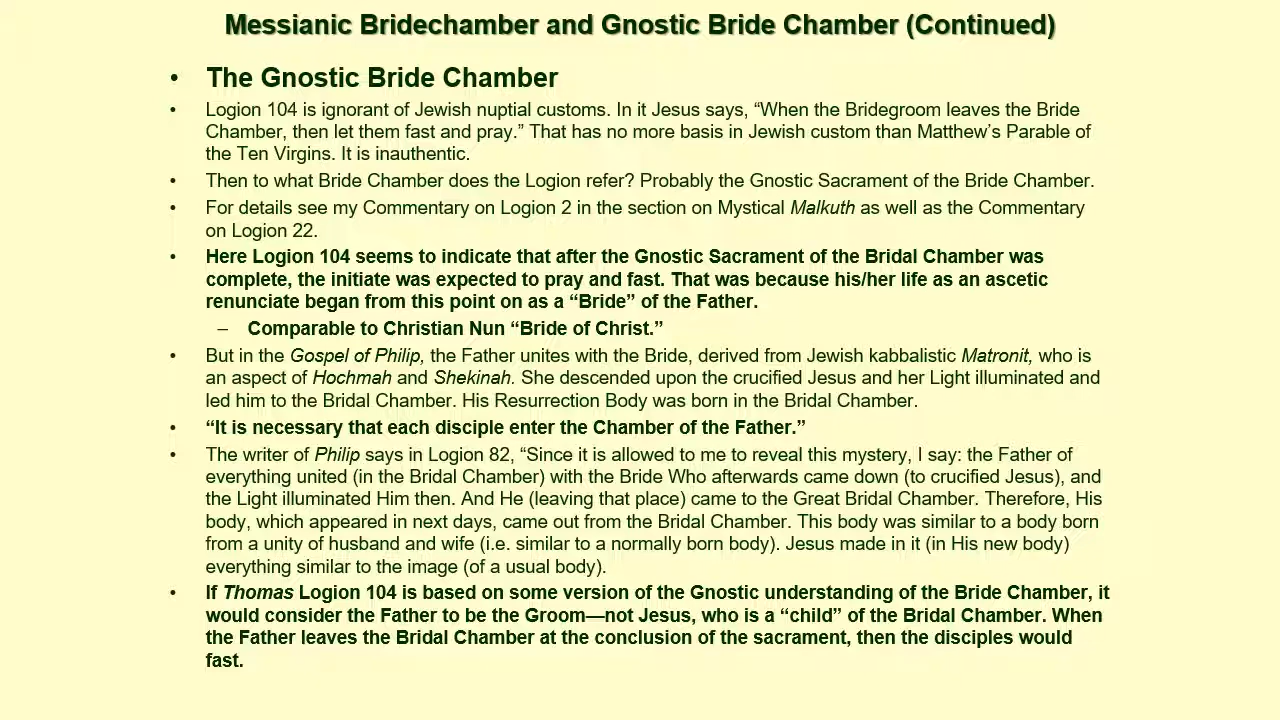 Messianic Bridechamber and Gnostic Bride Chamber (Continued)
• The Gnostic Bride Chamber
• Logion 104 is ignorant of Jewish nuptial customs. In it Jesus says, “When the Bridegroom leaves the Bride
Chamber, then let them fast and pray.” That has no more basis in Jewish custom than Matthew’s Parable of
the Ten Virgins. It is inauthentic.
• Then to what Bride Chamber does the Logion refer? Probably the Gnostic Sacrament of the Bride Chamber.
• For details see my Commentary on Logion 2 in the section on Mystical Malkuth as well as the Commentary
on Logion 22.
• Here Logion 104 seems to indicate that after the Gnostic Sacrament of the Bridal Chamber was
complete, the initiate was expected to pray and fast. That was because his/her life as an ascetic
renunciate began from this point on as a “Bride” of the Father.
– Comparable to Christian Nun “Bride of Christ.”
• But in the Gospel of Philip, the Father unites with the Bride, derived from Jewish kabbalistic Matronit, who is
an aspect of Hochmah and Shekinah. She descended upon the crucified Jesus and her Light illuminated and
led him to the Bridal Chamber. His Resurrection Body was born in the Bridal Chamber.
• “It is necessary that each disciple enter the Chamber of the Father.”
• The writer of Philip says in Logion 82, “Since it is allowed to me to reveal this mystery, I say: the Father of
everything united (in the Bridal Chamber) with the Bride Who afterwards came down (to crucified Jesus), and
the Light illuminated Him then. And He (leaving that place) came to the Great Bridal Chamber. Therefore, His
body, which appeared in next days, came out from the Bridal Chamber. This body was similar to a body born
from a unity of husband and wife (i.e. similar to a normally born body). Jesus made in it (in His new body)
everything similar to the image (of a usual body).
• If Thomas Logion 104 is based on some version of the Gnostic understanding of the Bride Chamber, it
would consider the Father to be the Groom—not Jesus, who is a “child” of the Bridal Chamber. When
the Father leaves the Bridal Chamber at the conclusion of the sacrament, then the disciples would
fast.